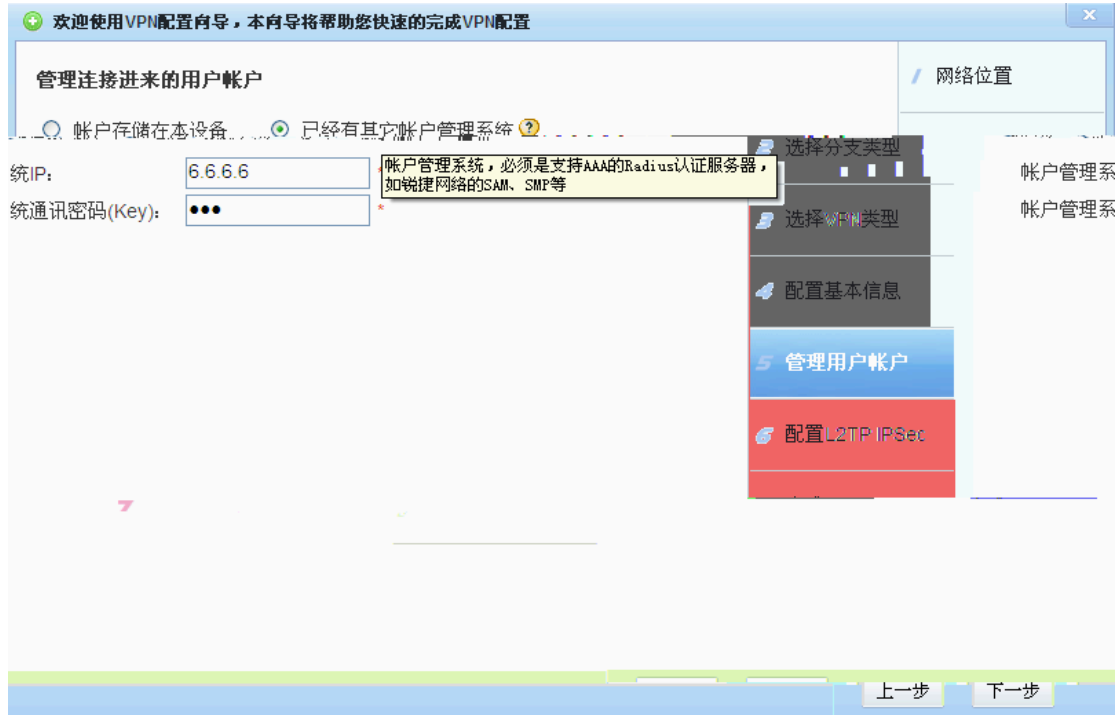 欢迎使用VPN配置向导，本向导将帮助您快速的完成VPN配置
管理连接进来的用户帐户
帐户存储在本设备
已经有其它帐户管理系统
统IP：
6.6.6.6
*
统通讯密码(Key)：
●●●
*
帐户管理系统，必须是支持AAA的Radius认证服务器，
如锐捷网络的SAM、SMP等
1 网络位置
2 选择分支类型
3 选择VPN类型
4 配置基本信息
5 管理用户帐户
6 配置L2TP IPSec
帐户管理系
帐户管理系
7
上一步
下一步